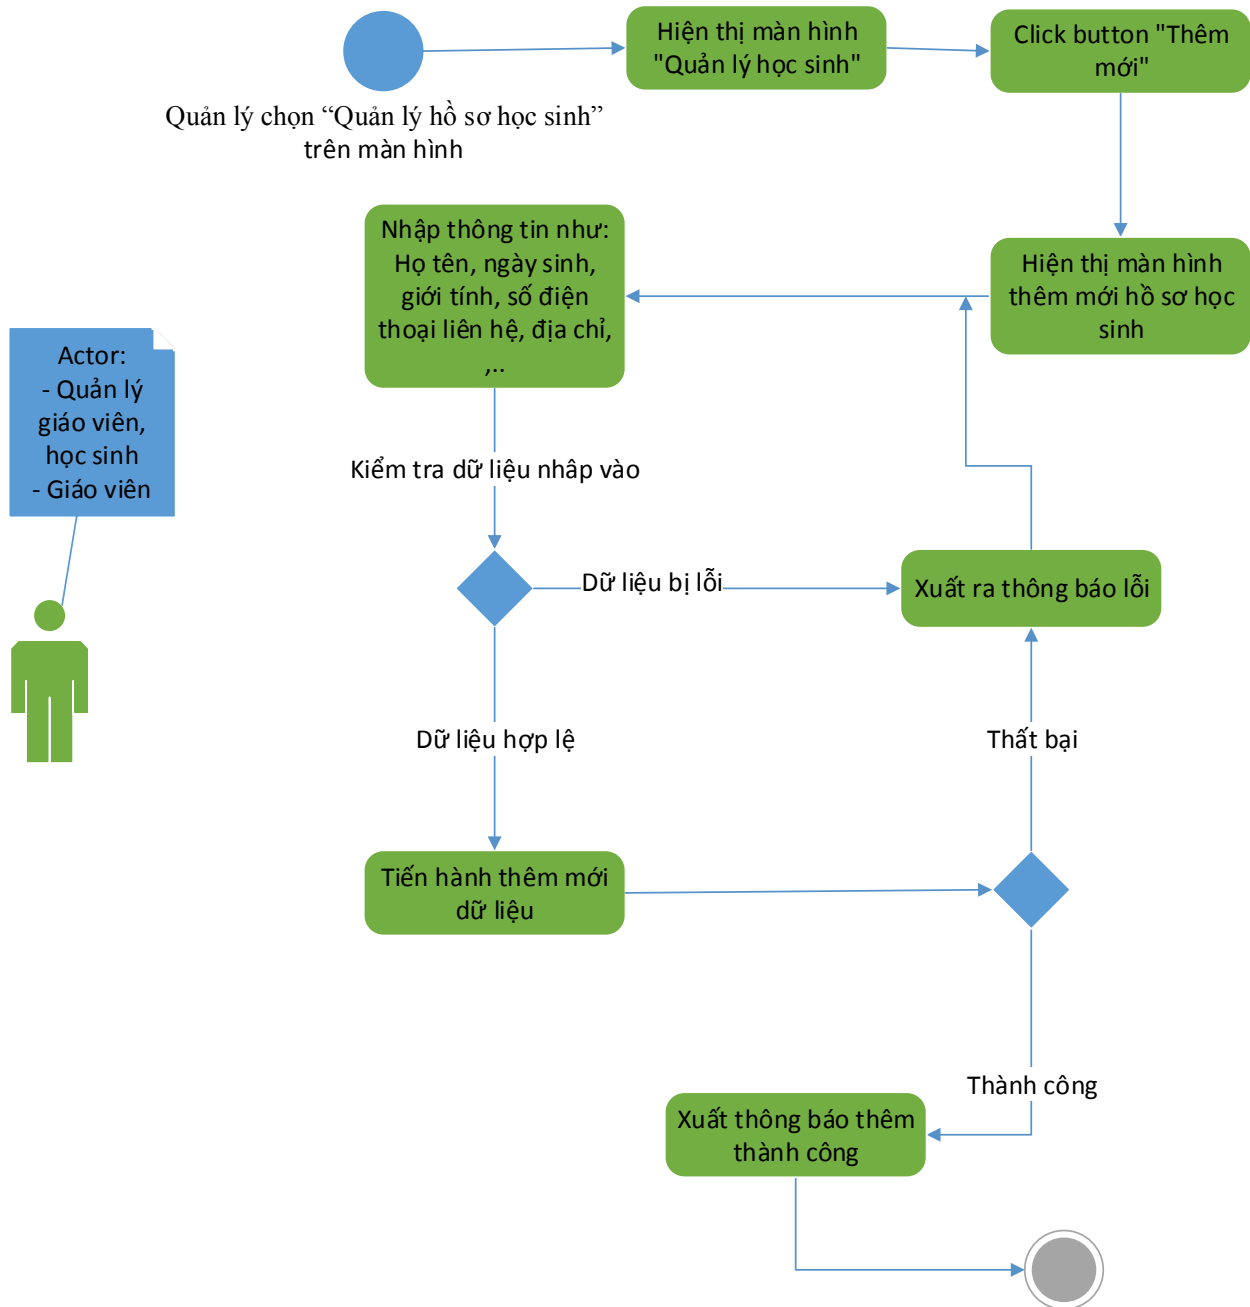 Hiện thị màn hình
"Quản lý học sinh"
Click button "Thêm
mới"
Quản lý chọn “Quản lý hồ sơ học sinh”
trên màn hình
Nhập thông tin như:
Họ tên, ngày sinh,
giới tính, số điện
thoại liên hệ, địa chỉ,
,..
Hiện thị màn hình
thêm mới hồ sơ học
sinh
Actor:
- Quản lý
giáo viên,
học sinh
- Giáo viên
Kiểm tra dữ liệu nhâp vào
Dữ liệu bị lỗi
Xuất ra thông báo lỗi
Dữ liệu hợp lệ
Thất bại
Tiến hành thêm mới
dữ liệu
Thành công
Xuất thông báo thêm
thành công